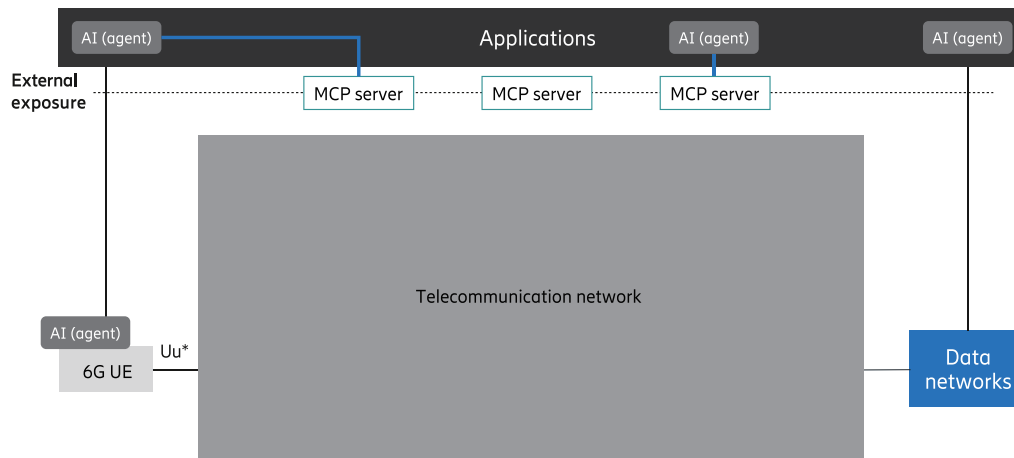 AI (agent)
Applications
AI (agent)
AI (agent)
External
exposure
MCP server
MCP server
MCP server
Telecommunication network
AI (agent)
Uu*
6G UE
Data
networks